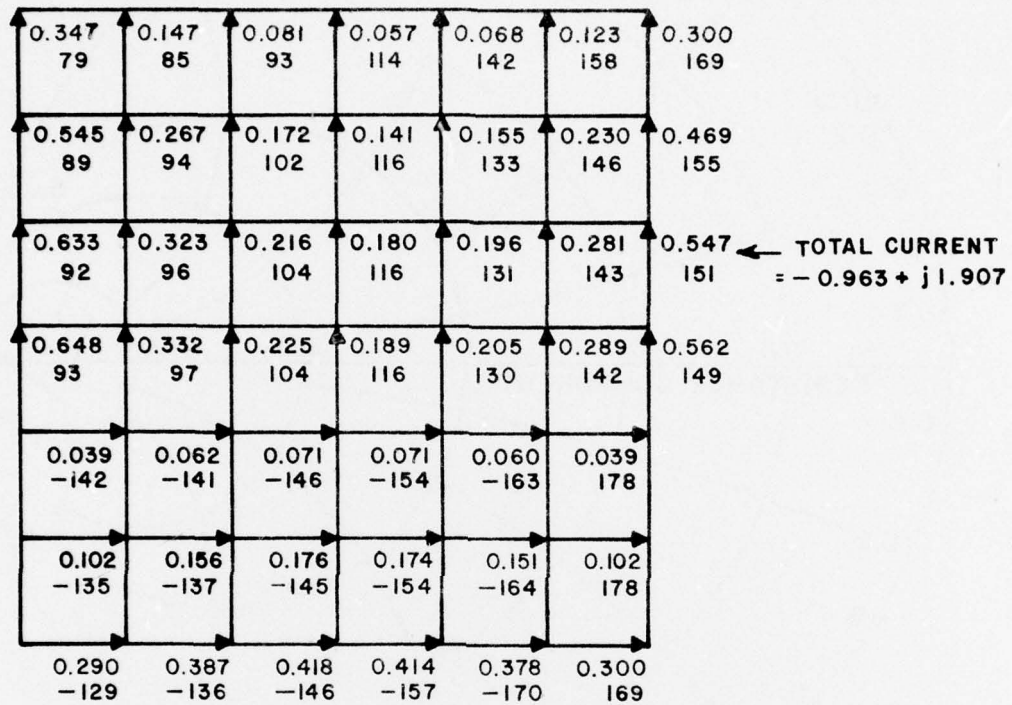 0.347 0.147 0.081 0.057 0.068 0.123 0.300
79 85 93 114 142 158 169
0.545 0.267 0.172 0.141 0.155 0.230 0.469
89 94 102 116 133 146 155
0.633 0.323 0.216 0.180 0.196 0.281 0.547 ← TOTAL CURRENT
92 96 104 116 131 143 151 = -0.963 + j1.907
0.648 0.332 0.225 0.189 0.205 0.289 0.562
93 97 104 116 130 142 149
0.039 0.062 0.071 0.071 0.060 0.039
-142 -141 -146 -154 -163 178
0.102 0.156 0.176 0.174 0.151 0.102
-135 -137 -145 -154 -164 178
0.290 0.387 0.418 0.414 0.378 0.300
-129 -136 -146 -157 -170 169